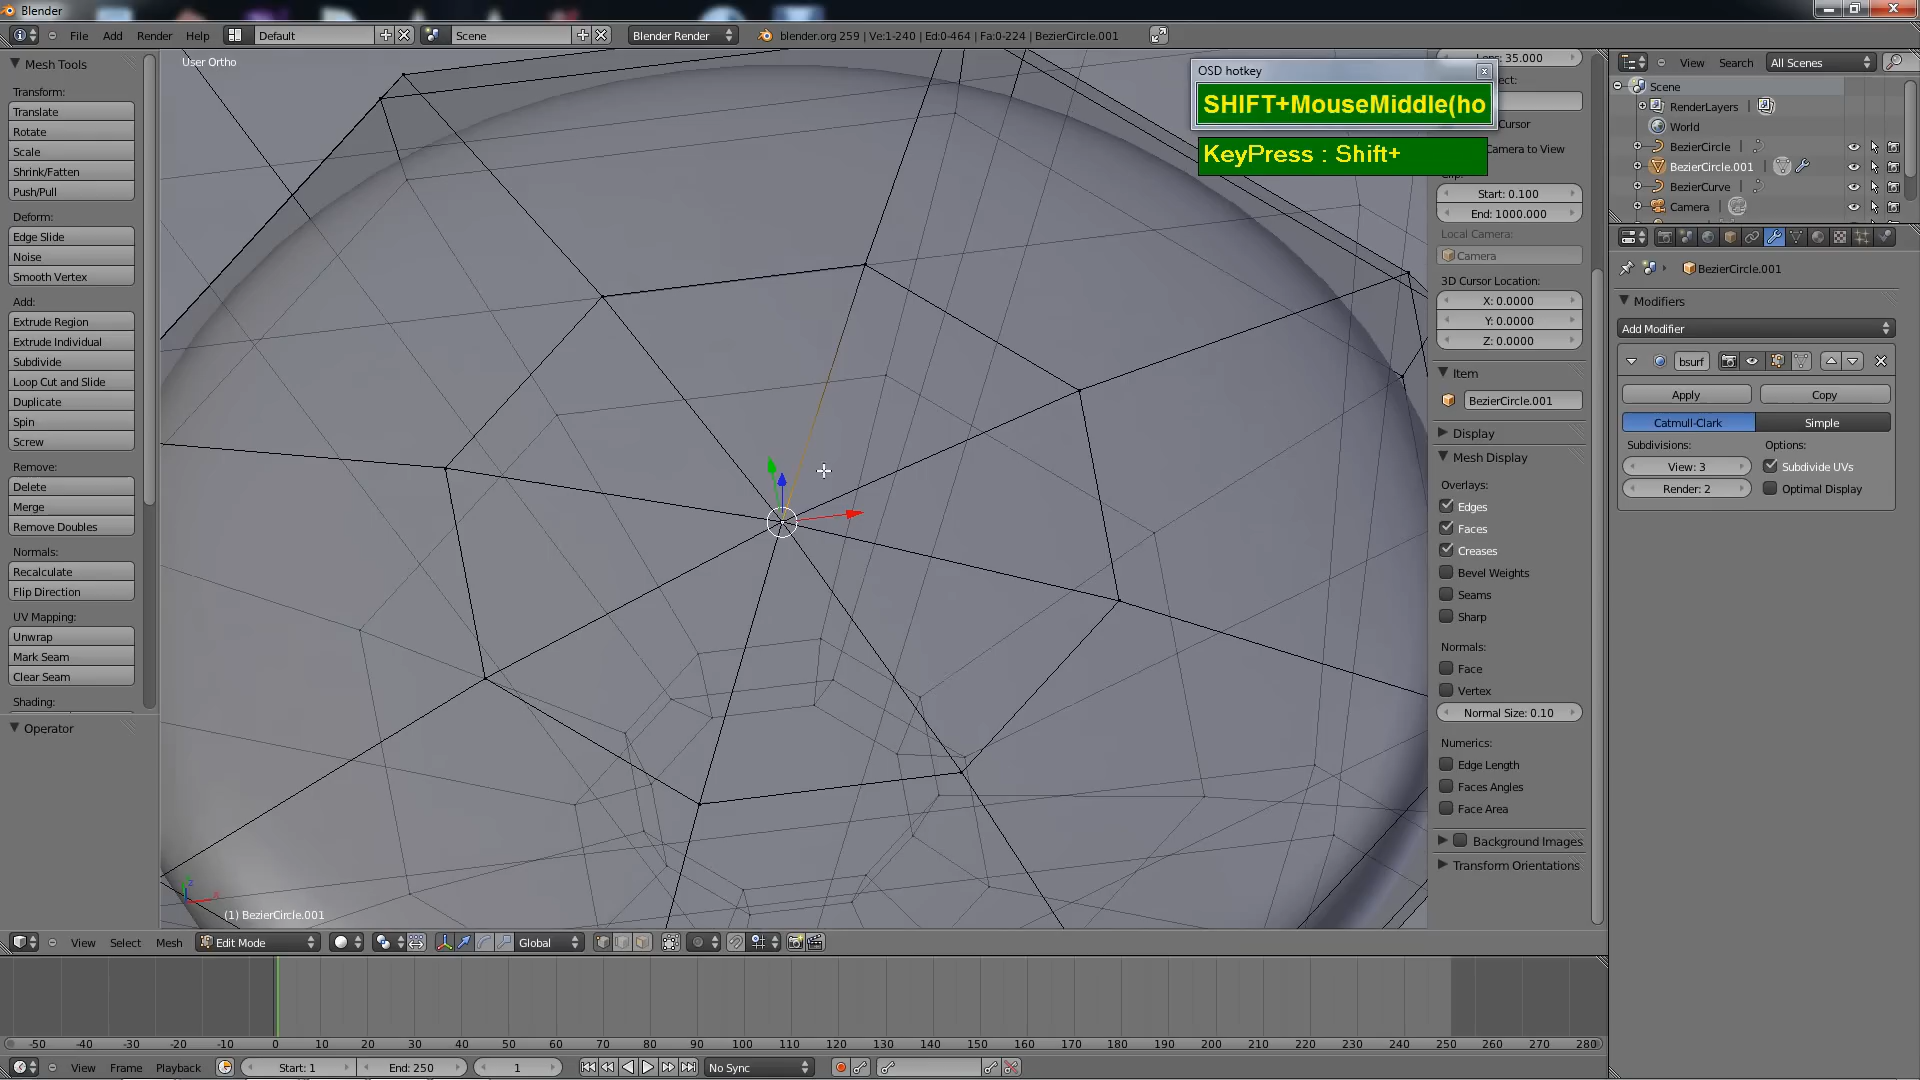 Blender
File Add Render Help Default Scene Blender Render blender.org 259 | Ve:1-240 | Ed:0-464 | Fa:0-224 | BezierCircle.001
Mesh Tools
Transform:
Translate
Rotate
Scale
Shrink/Fatten
Push/Pull
Deform:
Edge Slide
Noise
Smooth Vertex
Add:
Extrude Region
Extrude Individual
Subdivide
Loop Cut and Slide
Duplicate
Spin
Screw
Remove:
Delete
Merge
Remove Doubles
Normals:
Recalculate
Flip Direction
UV Mapping:
Unwrap
Mark Seam
Clear Seam
Shading:
Operator
User Ortho
(1) BezierCircle.001
OSD hotkey
SHIFT+MouseMiddle(ho
KeyPress : Shift+
35.000
Cursor
Camera to View
Start: 0.100
End: 1000.000
Local Camera:
Camera
3D Cursor Location:
X: 0.0000
Y: 0.0000
Z: 0.0000
Item
BezierCircle.001
Display
Mesh Display
Overlays:
Edges
Faces
Creases
Bevel Weights
Seams
Sharp
Normals:
Face
Vertex
Normal Size: 0.10
Numerics:
Edge Length
Faces Angles
Face Area
Background Images
Transform Orientations
View Search All Scenes
Scene
RenderLayers
World
BezierCircle
BezierCircle.001
BezierCurve
Camera
BezierCircle.001
Modifiers
Add Modifier
bsurf
Apply Copy
Catmull-Clark Simple
Subdivisions: Options:
View: 3 Subdivide UVs
Render: 2 Optimal Display
View Select Mesh Edit Mode Global
-50 -40 -30 -20 -10 0 10 20 30 40 50 60 70 80 90 100 110 120 130 140 150 160 170 180 190 200 210 220 230 240 250 260 270 280
View Frame Playback Start: 1 End: 250 1 No Sync